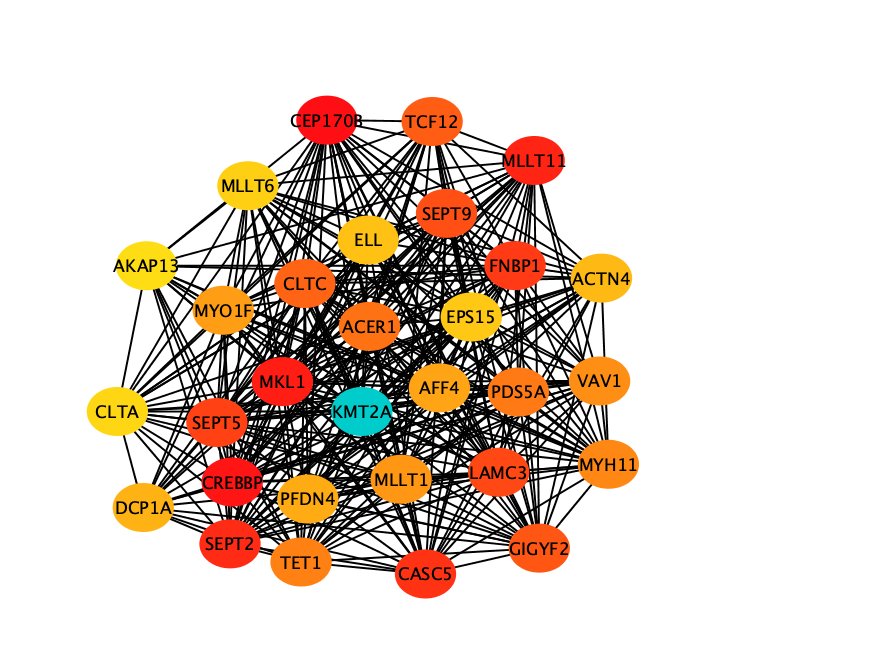 CEP170B
TCF12
MLLT11
MLLT6
SEPT9
ELL
AKAP13
FNBP1
ACTN4
CLTC
MYO1F
EPS15
ACER1
MKL1
VAV1
AFF4
PDS5A
CLTA
KMT2A
SEPT5
MYH11
LAMC3
MLLT1
CREBBP
PFDN4
DCP1A
SEPT2
GIGYF2
TET1
CASC5